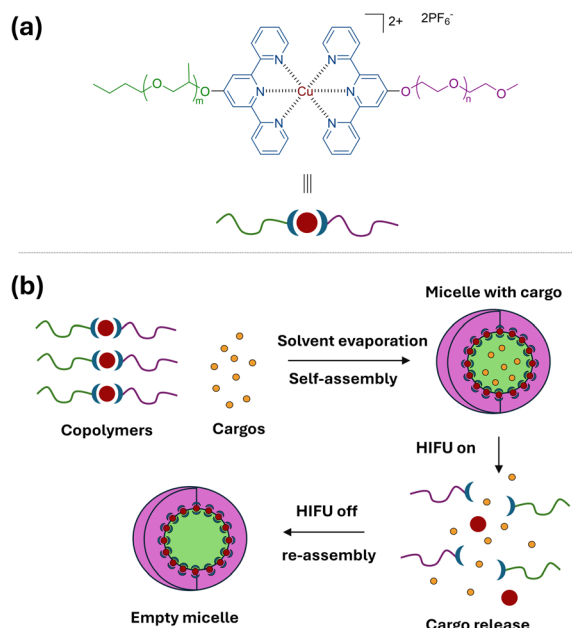 (a)
2+ 2PF6-
N N
O O O O O
m N Cu N n
N N
(b)
Micelle with cargo
Solvent evaporation
Self-assembly
Copolymers Cargos
HIFU on
HIFU off
re-assembly
Empty micelle
Cargo release